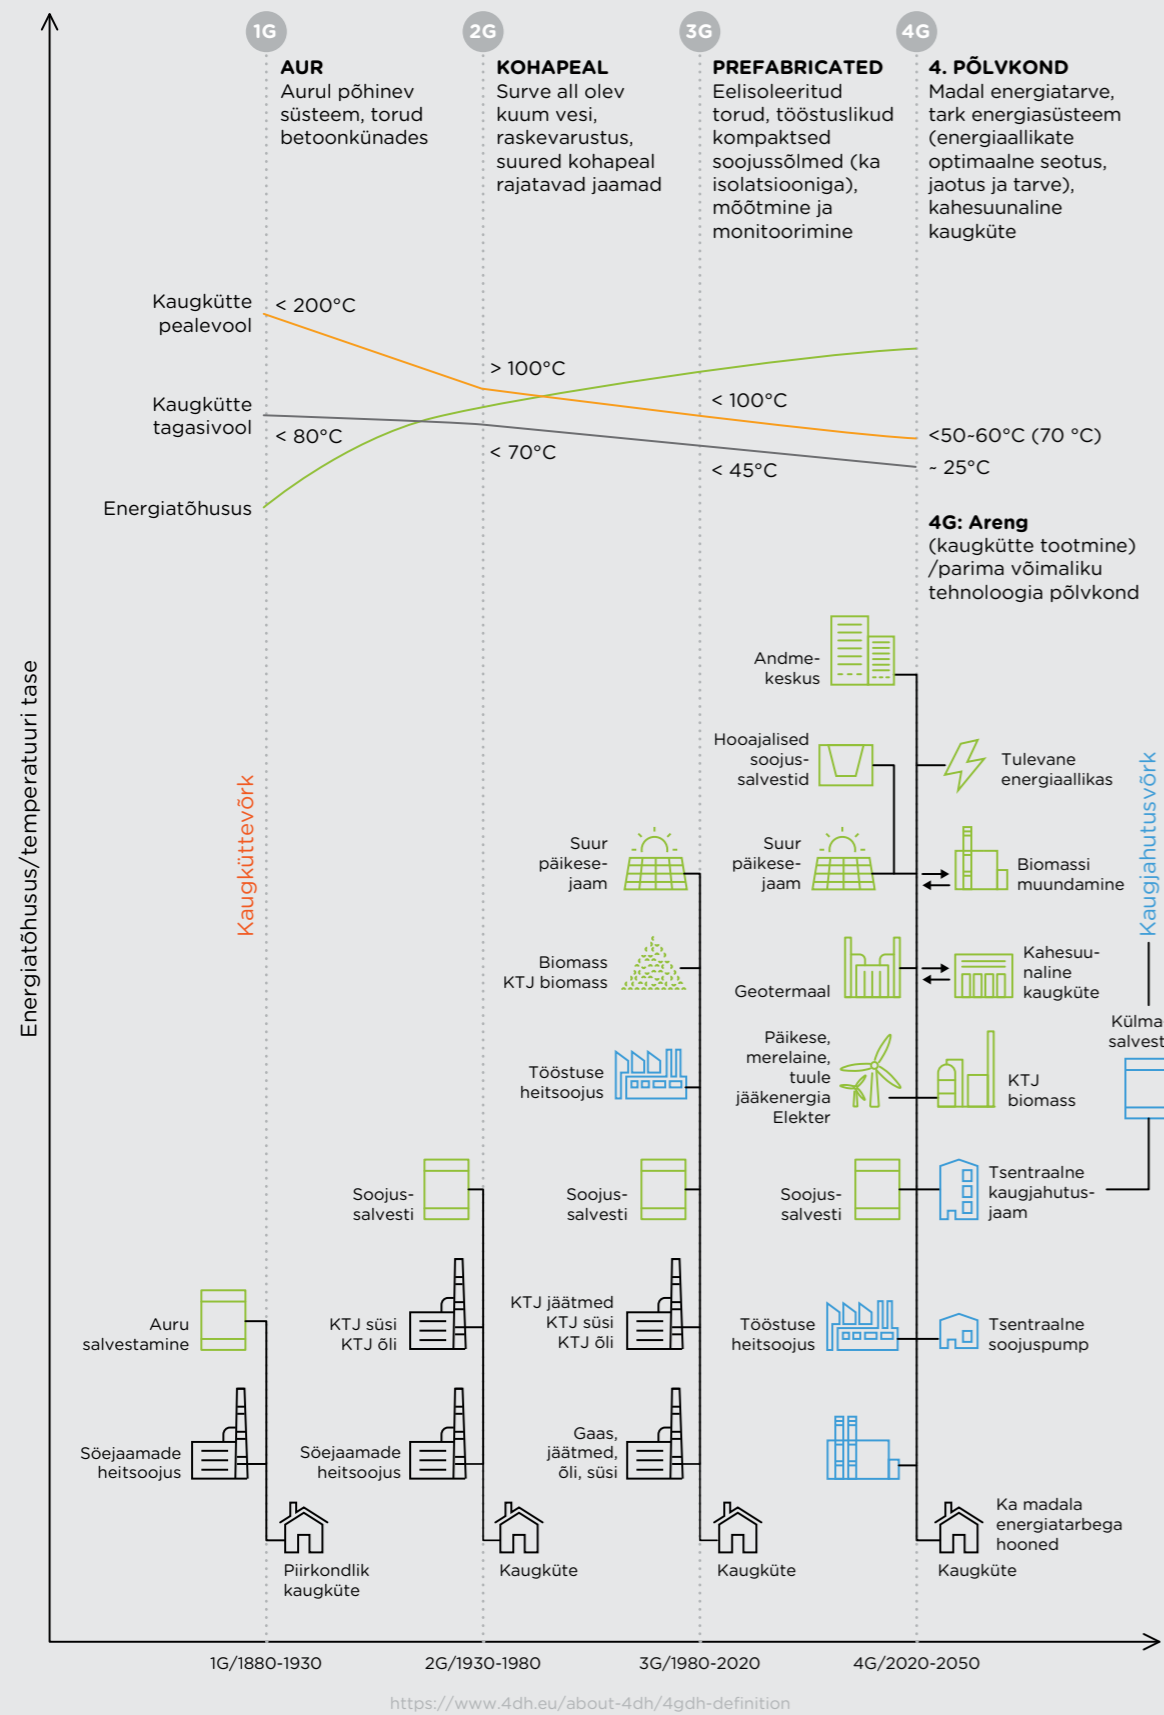 1G
2G
3G
4G
AUR
Aurul põhinev
süsteem, torud
betoonkünades
KOHAPEAL
Surve all olev
kuum vesi,
raskevarustus,
suured kohapeal
rajatavad jaamad
PREFABRICATED
Eelisoleeritud
torud, tööstuslikud
kompaktsed
soojussõlmed (ka
isolatsiooniga),
mõõtmine ja
monitoorimine
4. PÕLVKOND
Madal energiatarve,
tark energiasüsteem
(energiaallikate
optimaalne seotus,
jaotus ja tarve),
kahesuunaline
kaugküte
Kaugkütte
pealevool
< 200°C
> 100°C
< 100°C
<50~60°C (70 °C)
Kaugkütte
tagasivool
< 80°C
< 70°C
< 45°C
~ 25°C
Energiatõhusus
4G: Areng
(kaugkütte tootmine)
/parima võimaliku
tehnoloogia põlvkond
Energiatõhusus/temperatuuri tase
Kaugküttevõrk
Kaugjahutusvõrk
Andme-
keskus
Hooajalised
soojus-
salvestid
Tulevane
energiaallikas
Suur
päikese-
jaam
Suur
päikese-
jaam
Biomassi
muundamine
Biomass
KTJ biomass
Geotermaal
Kahesuu-
naline
kaugküte
Külma
salvest
Tööstuse
heitsoojus
Päikese,
merelaine,
tuule
jääkenergia
Elekter
KTJ
biomass
Soojus-
salvesti
Soojus-
salvesti
Soojus-
salvesti
Tsentraalne
kaugjahutus-
jaam
Auru
salvestamine
KTJ süsi
KTJ õli
KTJ jäätmed
KTJ süsi
KTJ õli
Tööstuse
heitsoojus
Tsentraalne
soojuspump
Söejaamade
heitsoojus
Söejaamade
heitsoojus
Gaas,
jäätmed,
õli, süsi
Ka madala
energiatarbega
hooned
Piirkondlik
kaugküte
Kaugküte
Kaugküte
Kaugküte
1G/1880-1930
2G/1930-1980
3G/1980-2020
4G/2020-2050
https://www.4dh.eu/about-4dh/4gdh-definition